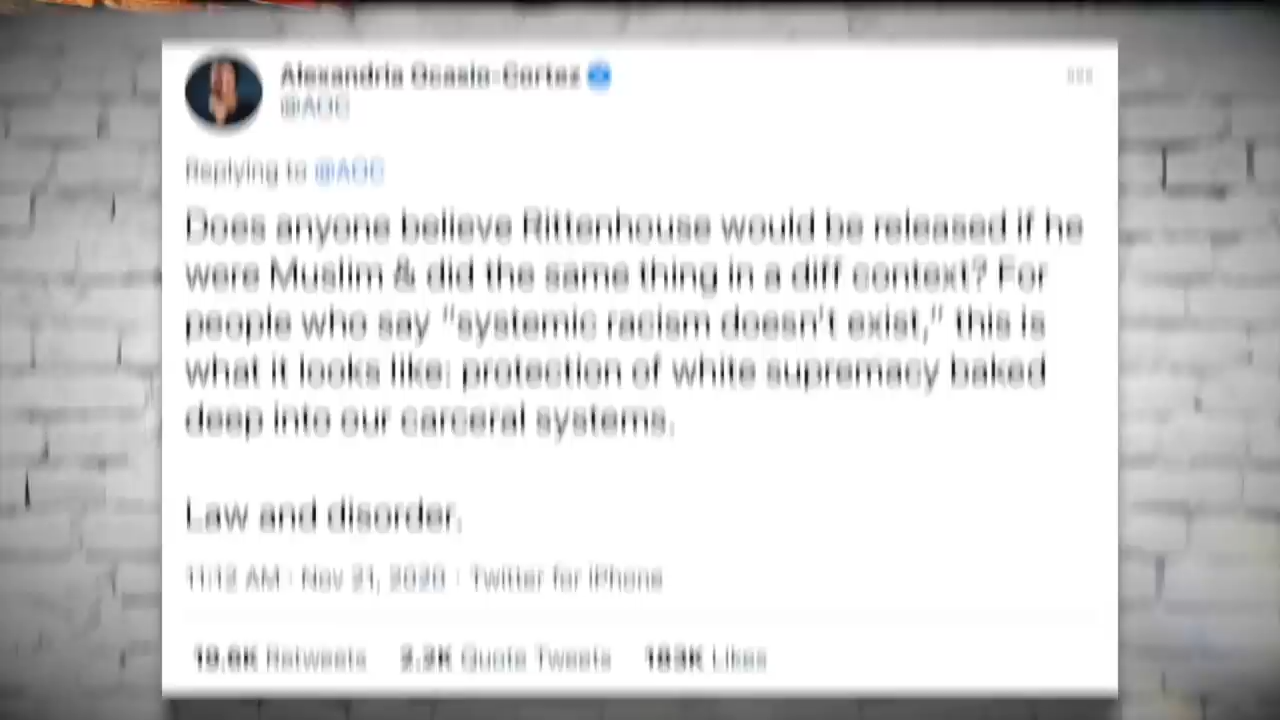 Alexandria Ocasio-Cortez
@AOC
Replying to @AOC
Does anyone believe Rittenhouse would be released if he
were Muslim & did the same thing in a diff context? For
people who say "systemic racism doesn't exist," this is
what it looks like: protection of white supremacy baked
deep into our carceral systems.
Law and disorder.
11:12 AM · Nov 21, 2020 · Twitter for iPhone
Retweets Quote Tweets Likes